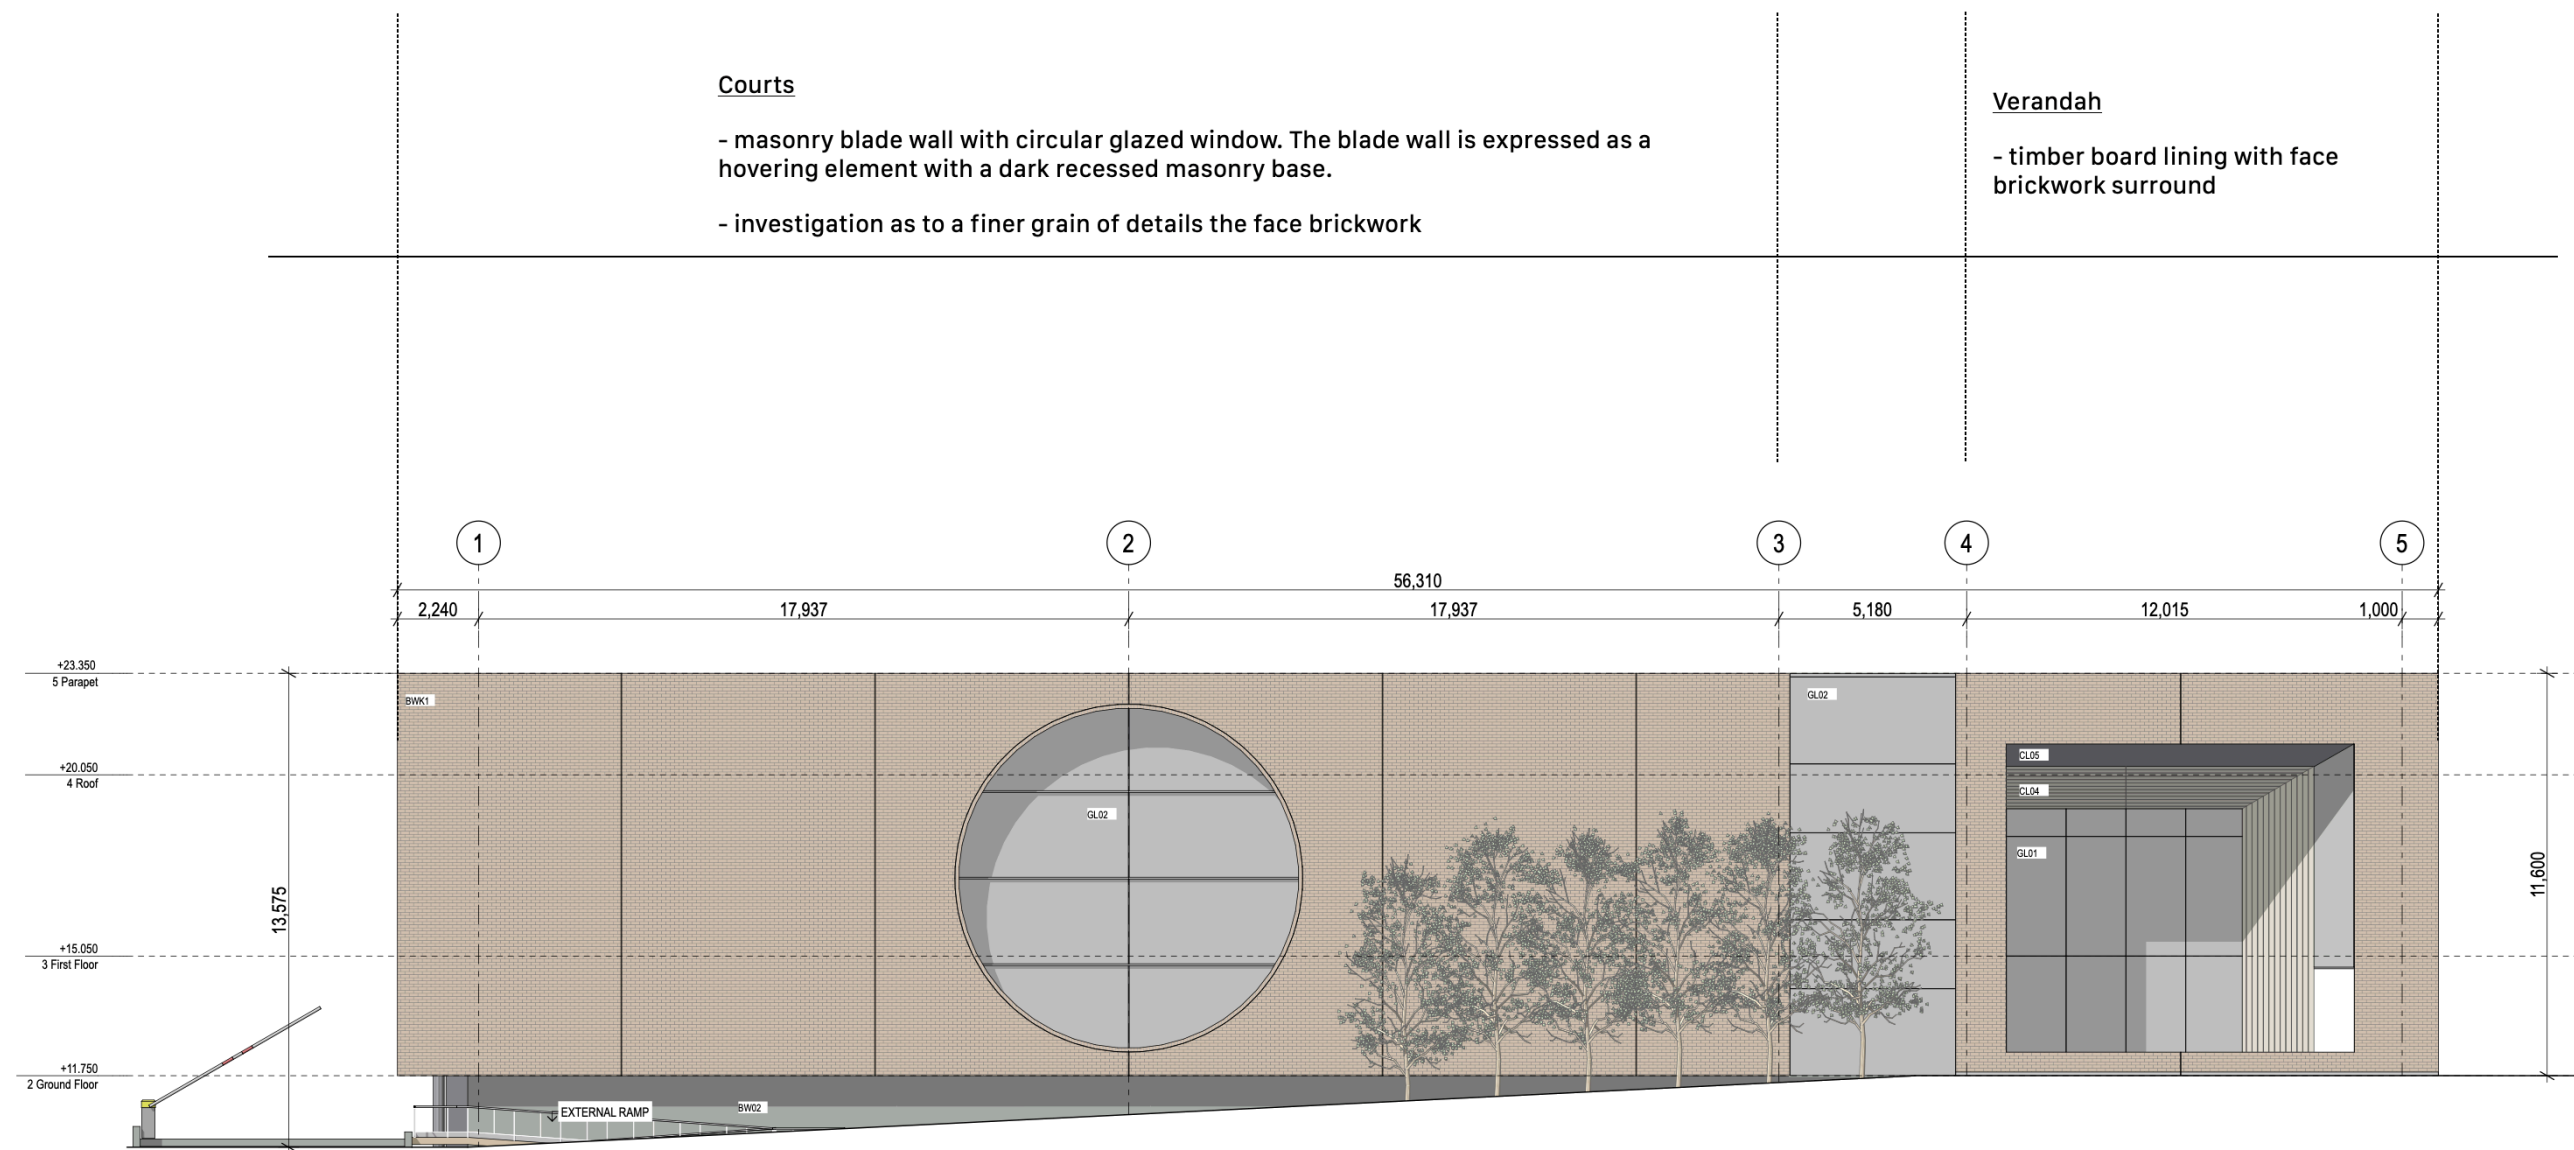 Courts
- masonry blade wall with circular glazed window. The blade wall is expressed as a
hovering element with a dark recessed masonry base.
- investigation as to a finer grain of details the face brickwork
Verandah
- timber board lining with face
brickwork surround
1
2
3
4
5
56,310
2,240
17,937
17,937
5,180
12,015
1,000
+23.350
5 Parapet
BWK1
GL02
CL05
+20.050
4 Roof
CL04
GL02
GL01
13,575
11,600
+15.050
3 First Floor
+11.750
2 Ground Floor
EXTERNAL RAMP
BW02